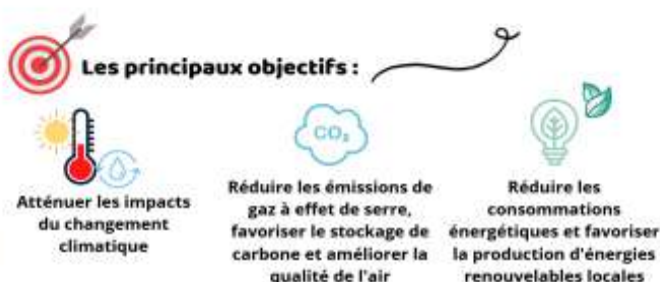 Les principaux objectifs :
Atténuer les impacts
du changement
climatique
CO₂
Réduire les émissions de
gaz à effet de serre,
favoriser le stockage de
carbone et améliorer la
qualité de l'air
Réduire les
consommations
énergétiques et favoriser
la production d'énergies
renouvelables locales